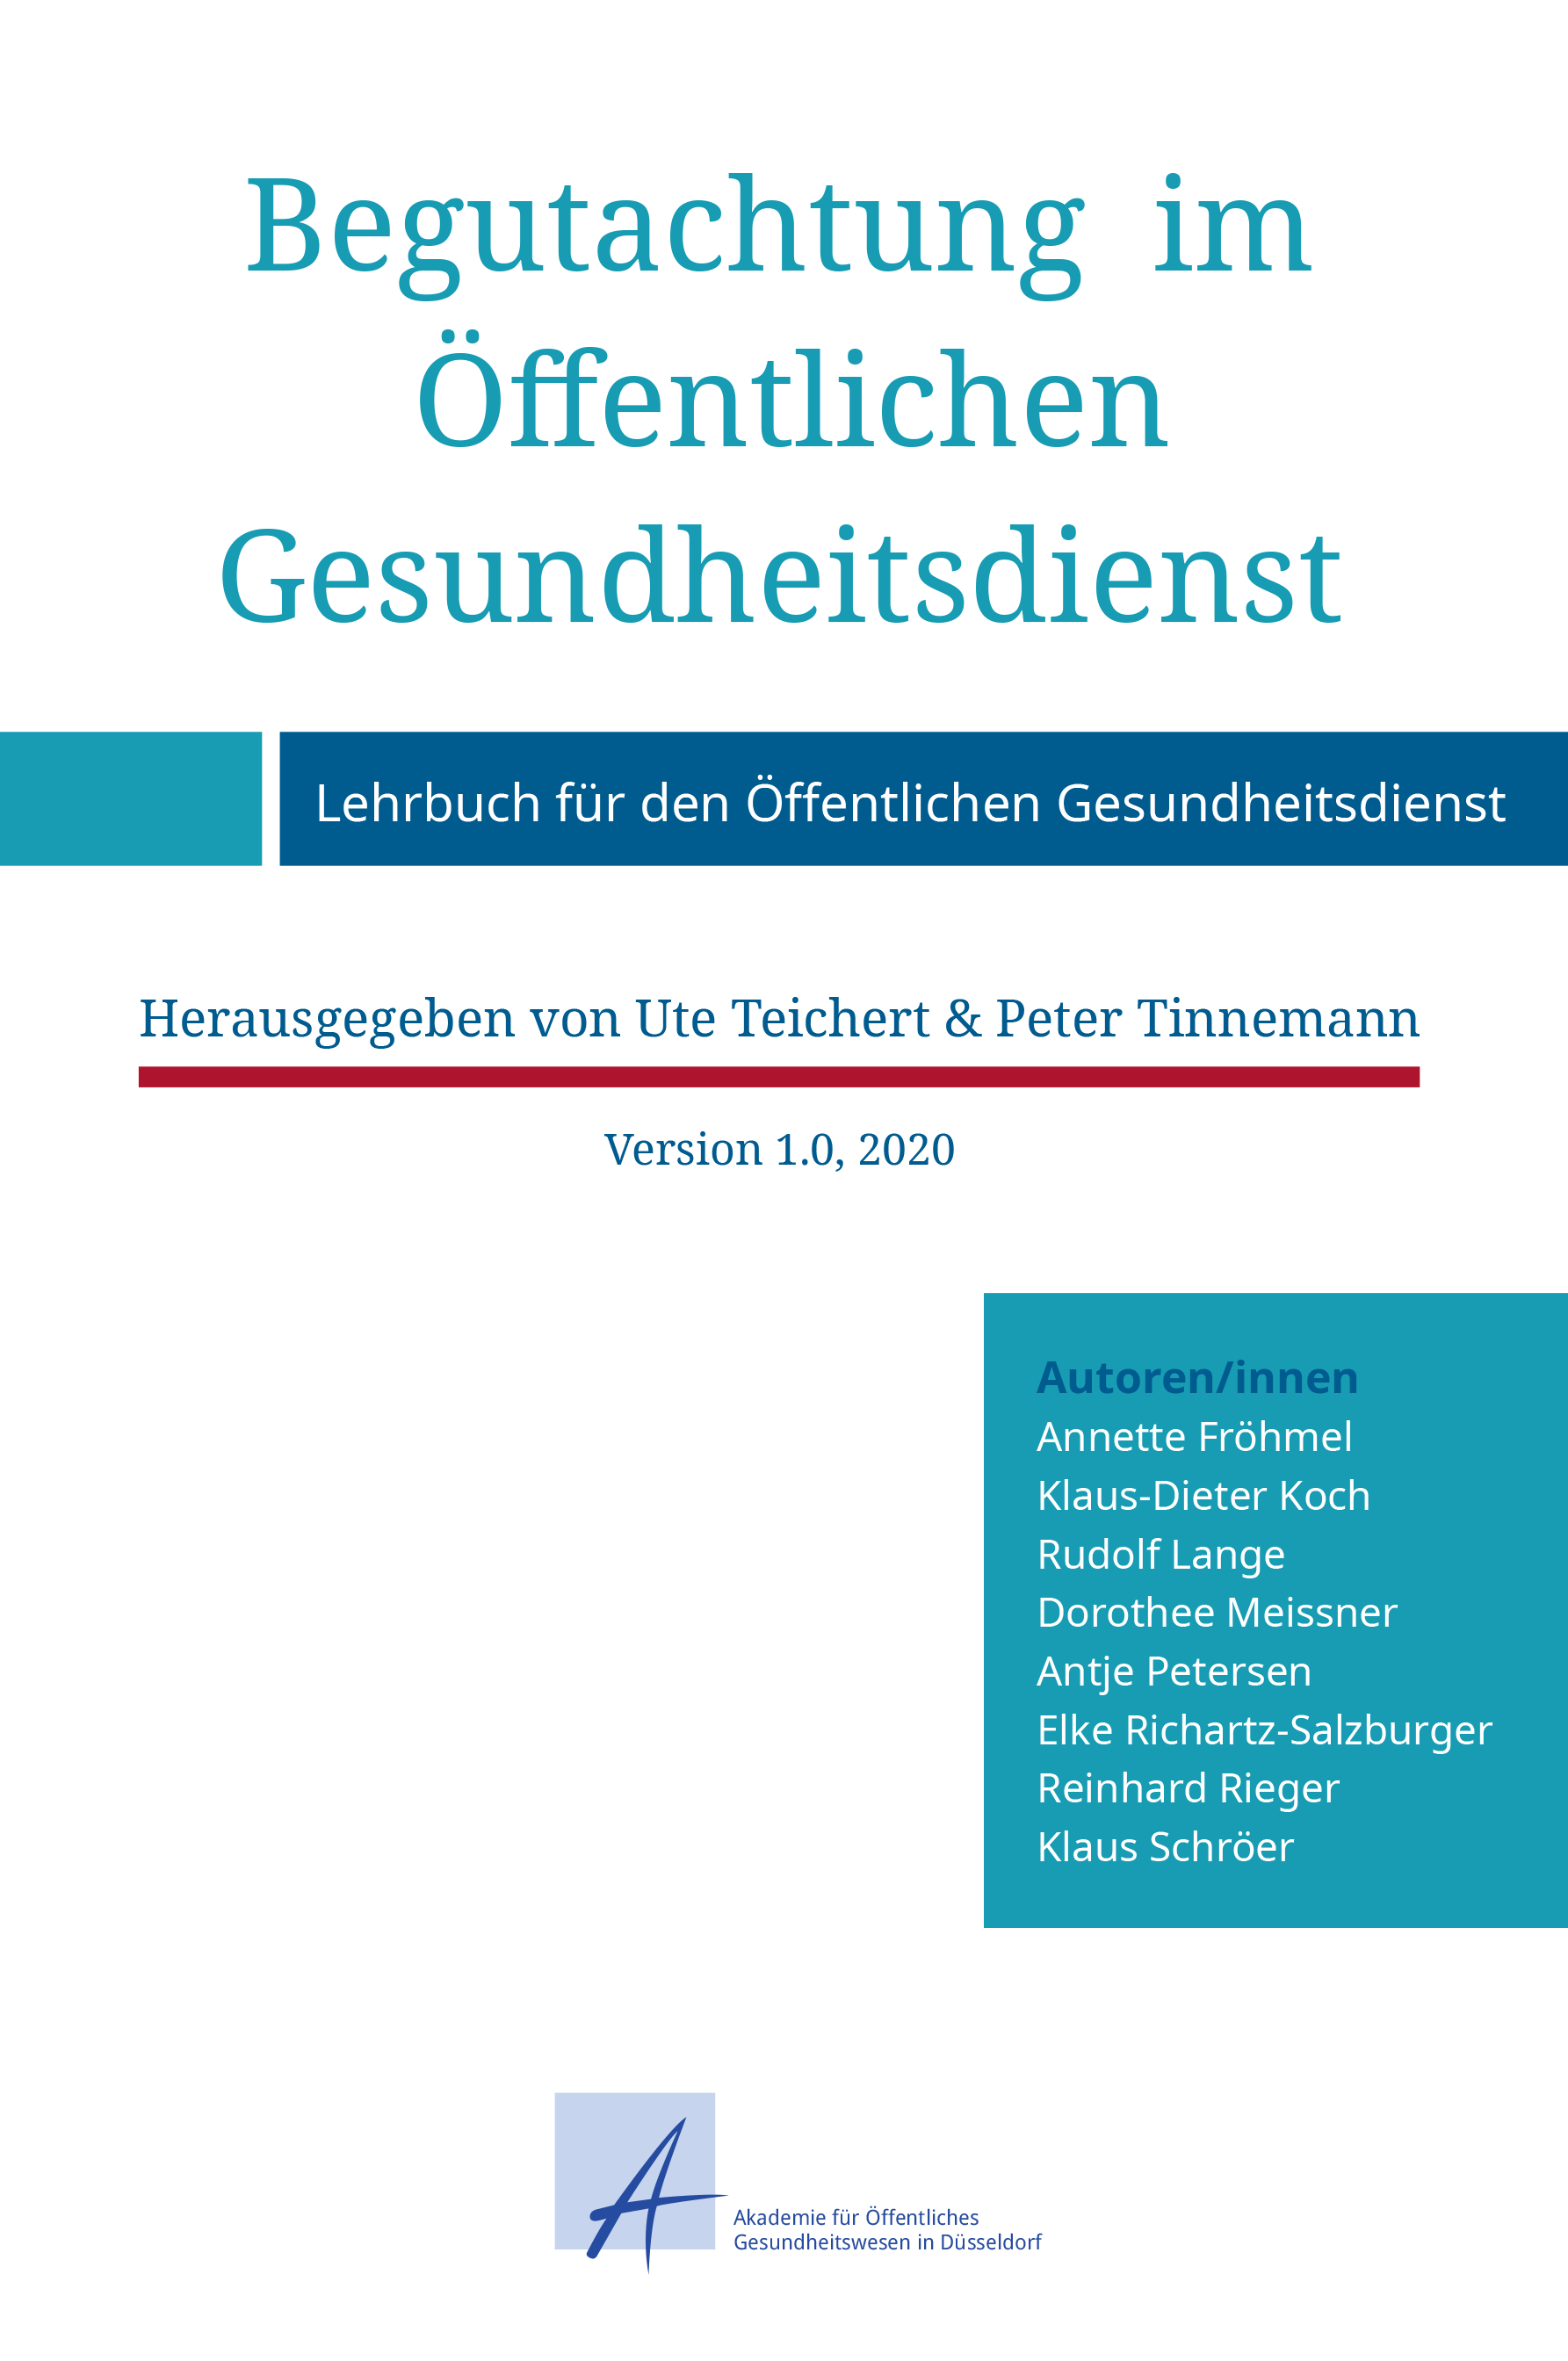 Begutachtung im
Öffentlichen
Gesundheitsdienst
Lehrbuch für den Öffentlichen Gesundheitsdienst
Herausgegeben von Ute Teichert & Peter Tinnemann
Version 1.0, 2020
Autoren/innen
Annette Fröhmel
Klaus-Dieter Koch
Rudolf Lange
Dorothee Meissner
Antje Petersen
Elke Richartz-Salzburger
Reinhard Rieger
Klaus Schröer
A
Akademie für Öffentliches
Gesundheitswesen in Düsseldorf